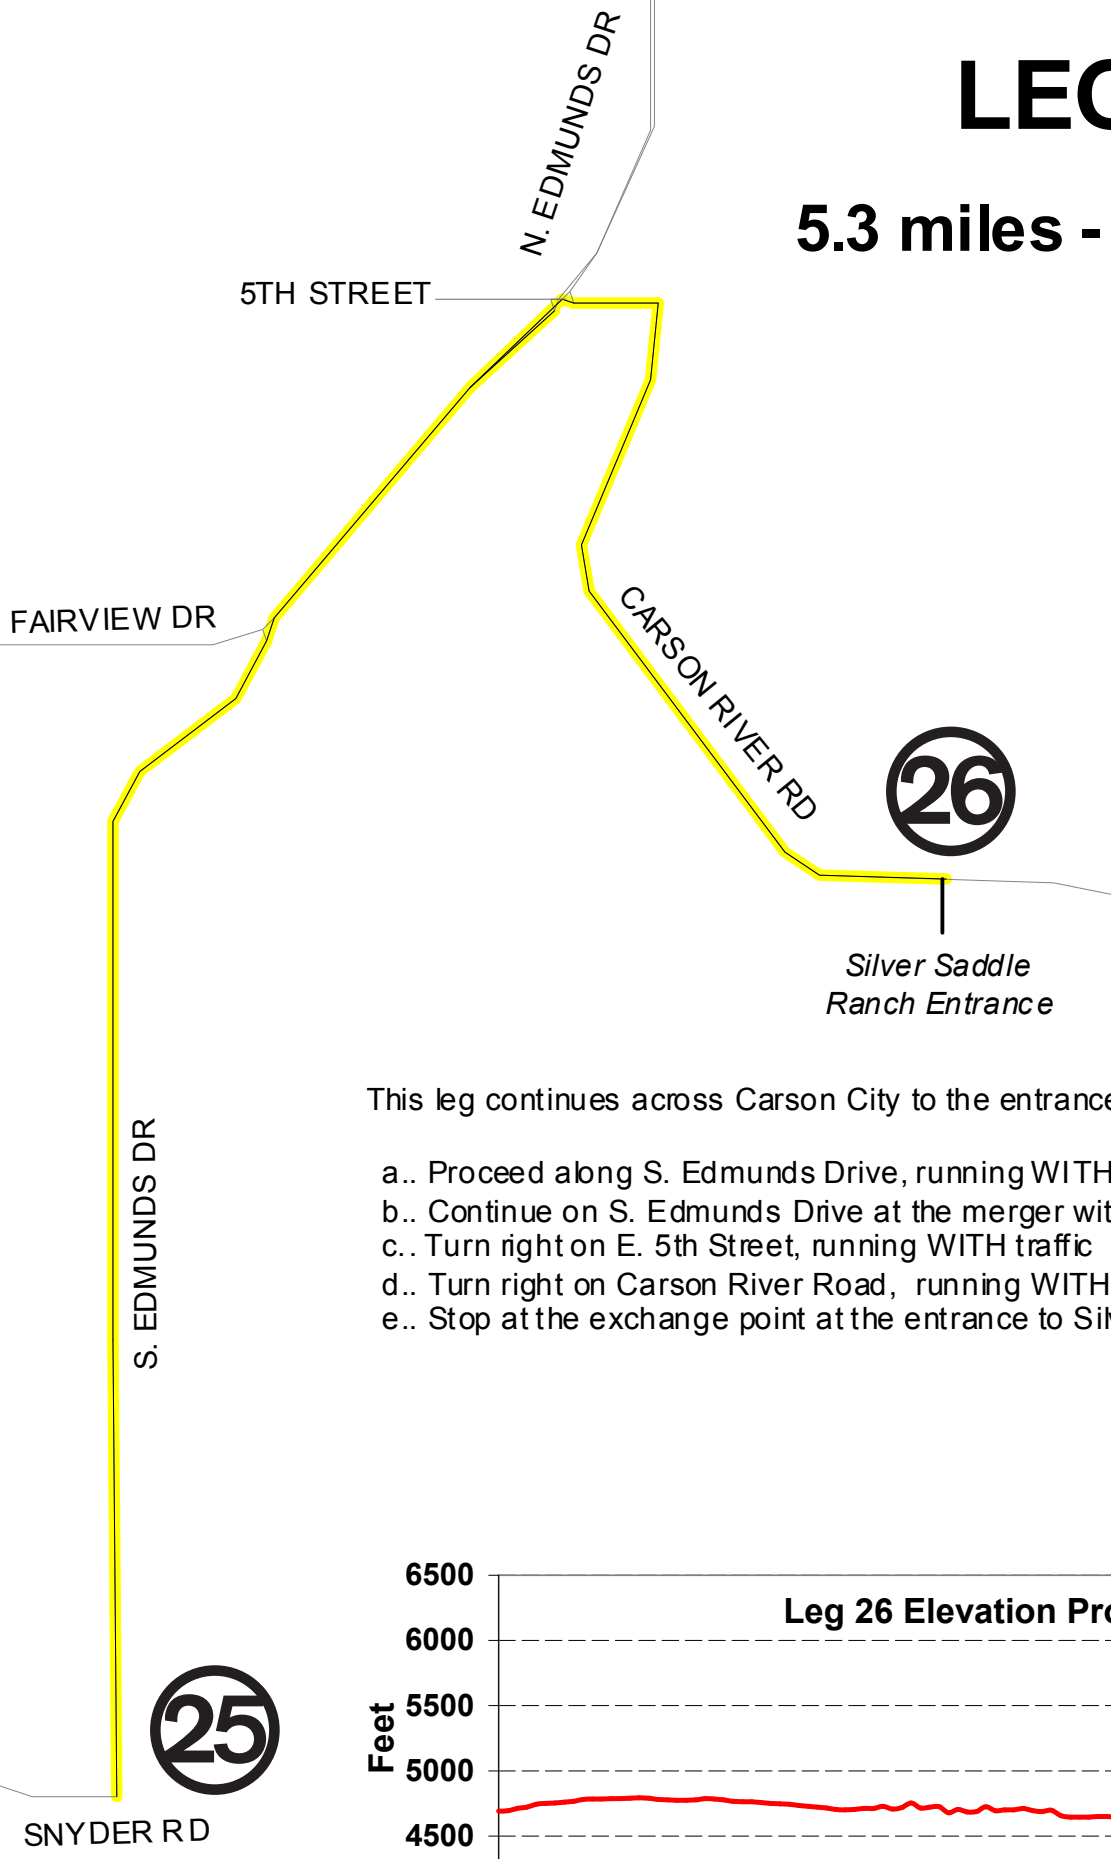 N. EDMUNDS DR
LEG
5.3 miles -
5TH STREET
FAIRVIEW DR
CARSON RIVER RD
26
Silver Saddle
Ranch Entrance
This leg continues across Carson City to the entrance
a.. Proceed along S. Edmunds Drive, running WITH
b.. Continue on S. Edmunds Drive at the merger wit
c.. Turn right on E. 5th Street, running WITH traffic
d.. Turn right on Carson River Road, running WITH
e.. Stop at the exchange point at the entrance to Silv
S. EDMUNDS DR
25
SNYDER RD
Leg 26 Elevation Pro
Feet
6500
6000
5500
5000
4500